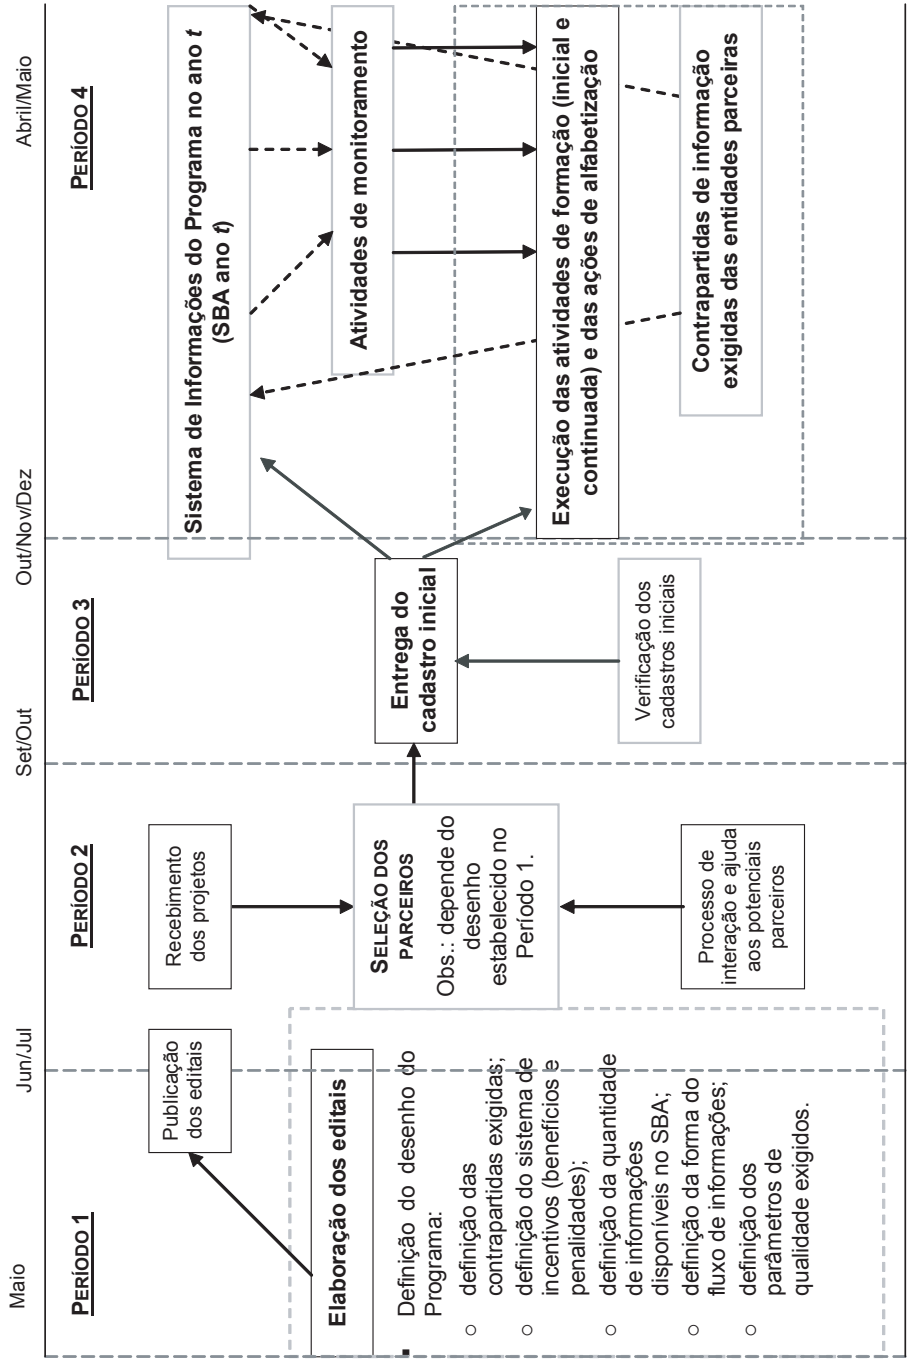 Maio
Jun/Jul
Set/Out
Out/Nov/Dez
Abril/Maio
PERÍODO 1
PERÍODO 2
PERÍODO 3
PERÍODO 4
Elaboração dos editais
▪ Definição do desenho do
Programa:
○ definição das
contrapartidas exigidas;
○ definição do sistema de
incentivos (benefícios e
penalidades);
○ definição da quantidade
de informações
disponíveis no SBA;
○ definição da forma do
fluxo de informações;
○ definição dos
parâmetros de
qualidade exigidos.
Publicação
dos editais
Recebimento
dos projetos
SELEÇÃO DOS
PARCEIROS
Obs.: depende do
desenho
estabelecido no
Período 1.
Processo de
interação e ajuda
aos potenciais
parceiros
Entrega do
cadastro inicial
Verificação dos
cadastros iniciais
Sistema de Informações do Programa no ano t
(SBA ano t)
Atividades de monitoramento
Execução das atividades de formação (inicial e
continuada) e das ações de alfabetização
Contrapartidas de informação
exigidas das entidades parceiras